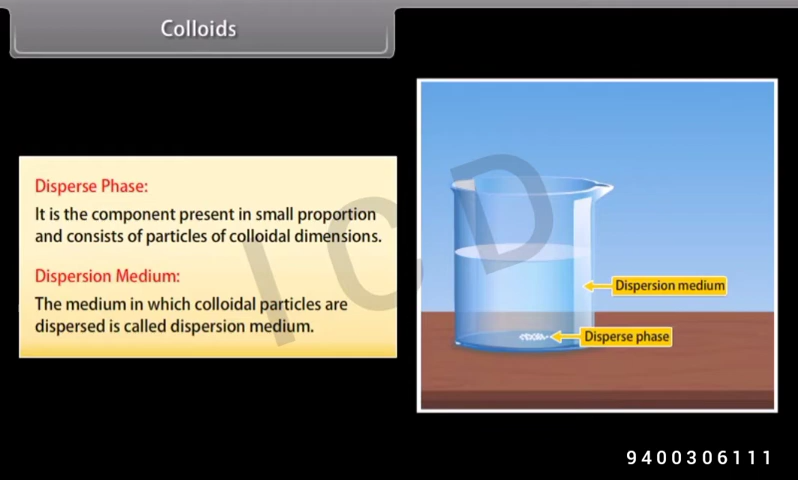 Colloids
Disperse Phase:
It is the component present in small proportion
and consists of particles of colloidal dimensions.
Dispersion Medium:
The medium in which colloidal particles are
dispersed is called dispersion medium.
ICD
Dispersion medium
Disperse phase
9400306111